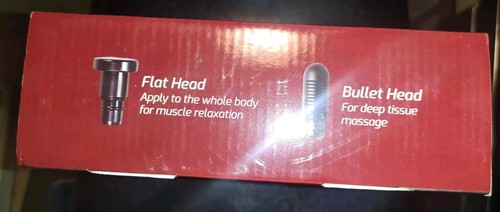 Flat Head
Apply to the whole body
for muscle relaxation
Bullet Head
For deep tissue
massage